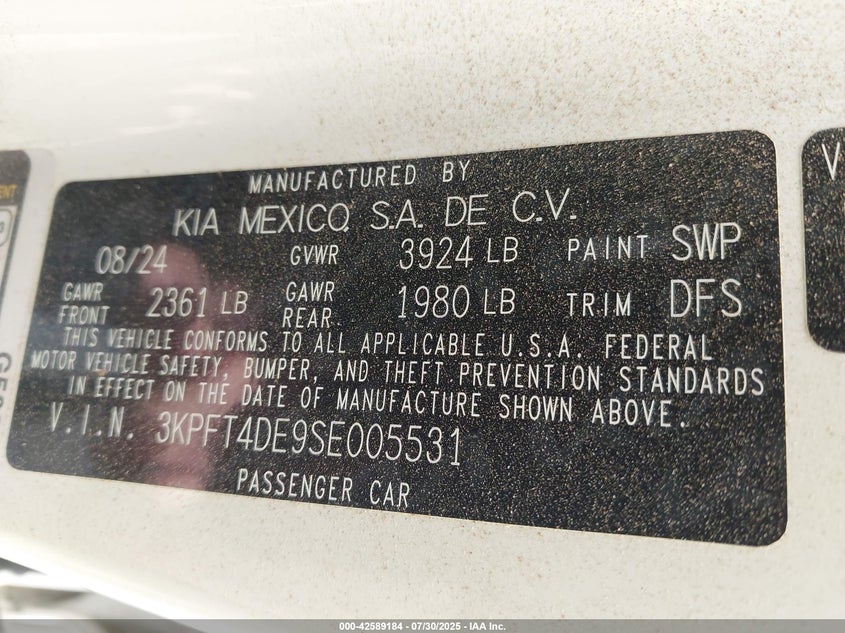 MANUFACTURED BY
KIA MEXICO, S.A. DE C.V.
08/24 GVWR 3924 LB PAINT SWP
GAWR FRONT 2361 LB GAWR REAR 1980 LB TRIM DFS
THIS VEHICLE CONFORMS TO ALL APPLICABLE U.S.A. FEDERAL
MOTOR VEHICLE SAFETY, BUMPER, AND THEFT PREVENTION STANDARDS
IN EFFECT ON THE DATE OF MANUFACTURE SHOWN ABOVE.
V.I.N. 3KPFT4DE9SE005531
PASSENGER CAR
000-42589184 - 07/30/2025 - IAA Inc.